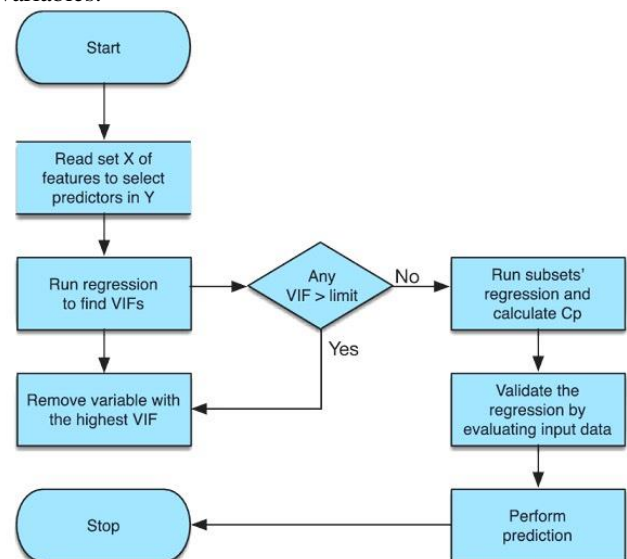 variables.
Start
Read set X of
features to select
predictors in Y
Run regression
to find VIFs
Any
VIF > limit
No
Run subsets'
regression and
calculate Cp
Yes
Remove variable with
the highest VIF
Validate the
regression by
evaluating input data
Stop
Perform
prediction